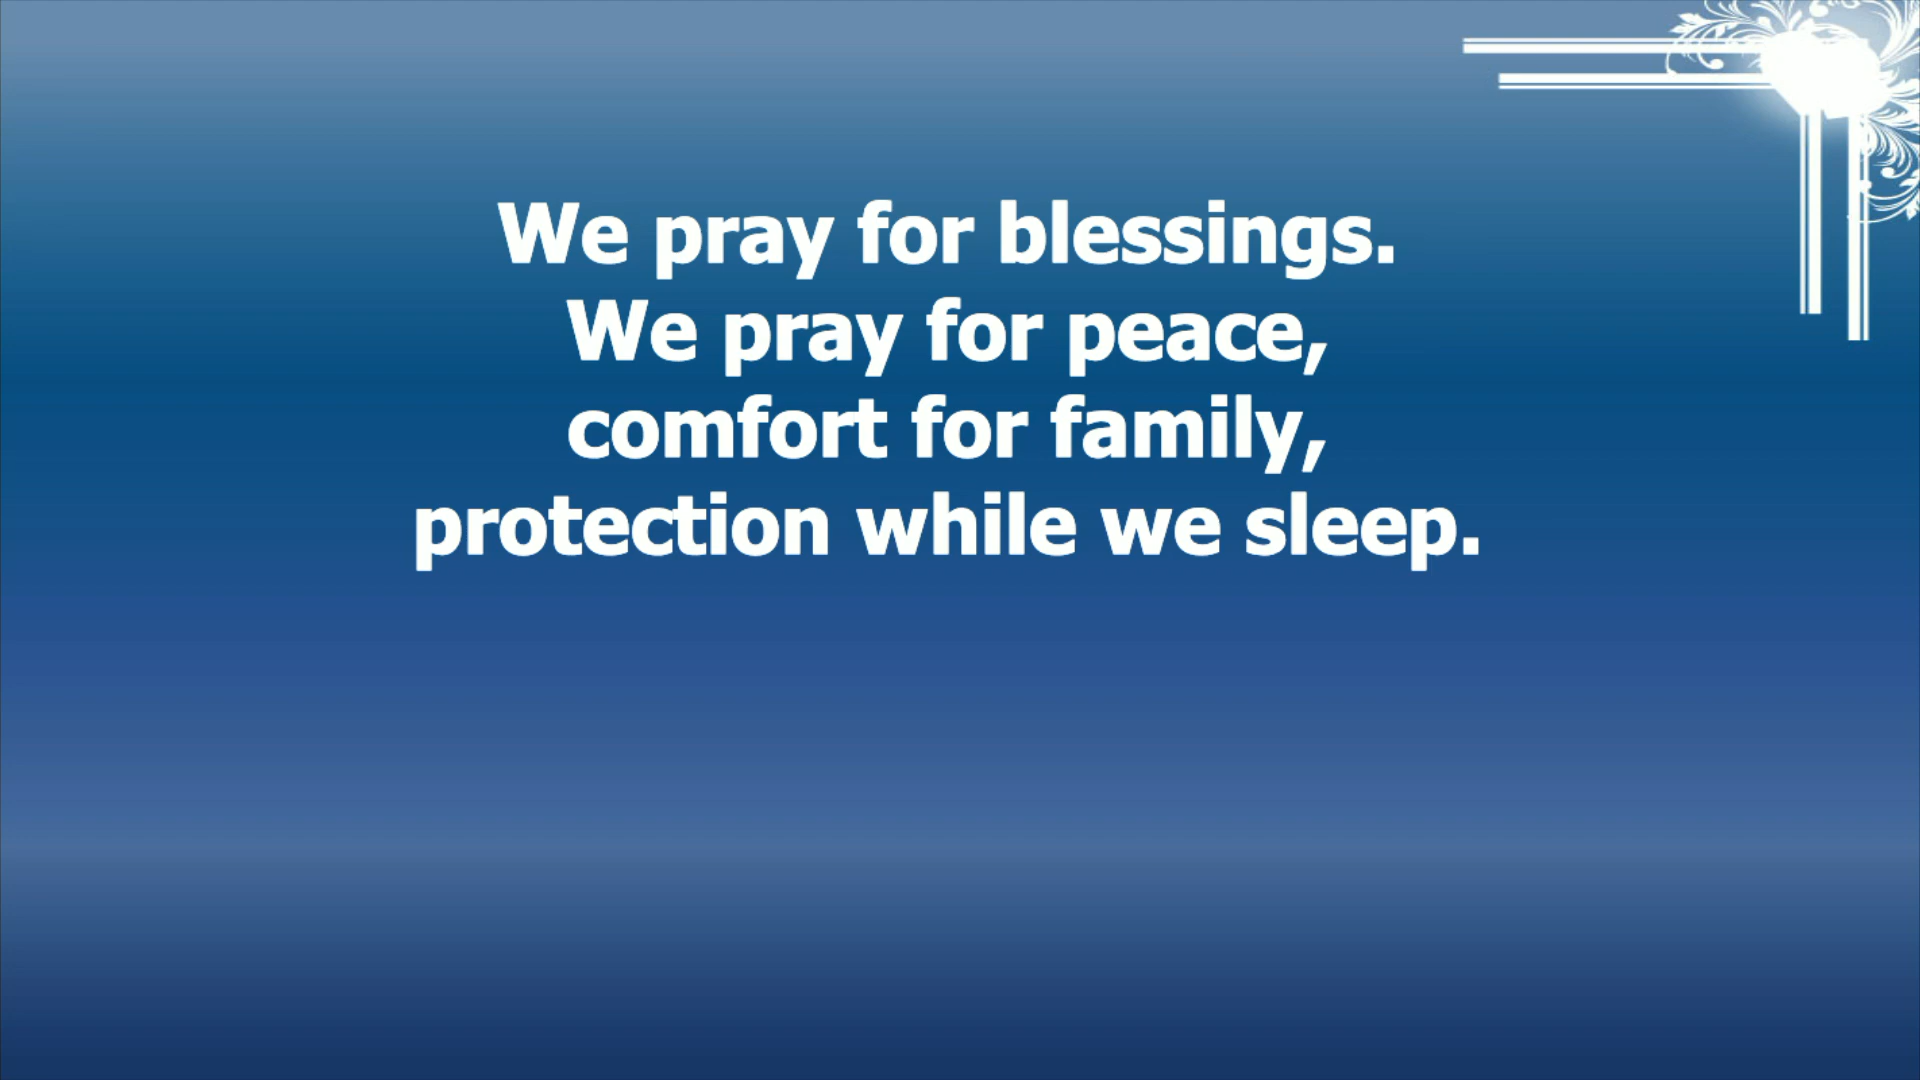 We pray for blessings.
We pray for peace,
comfort for family,
protection while we sleep.